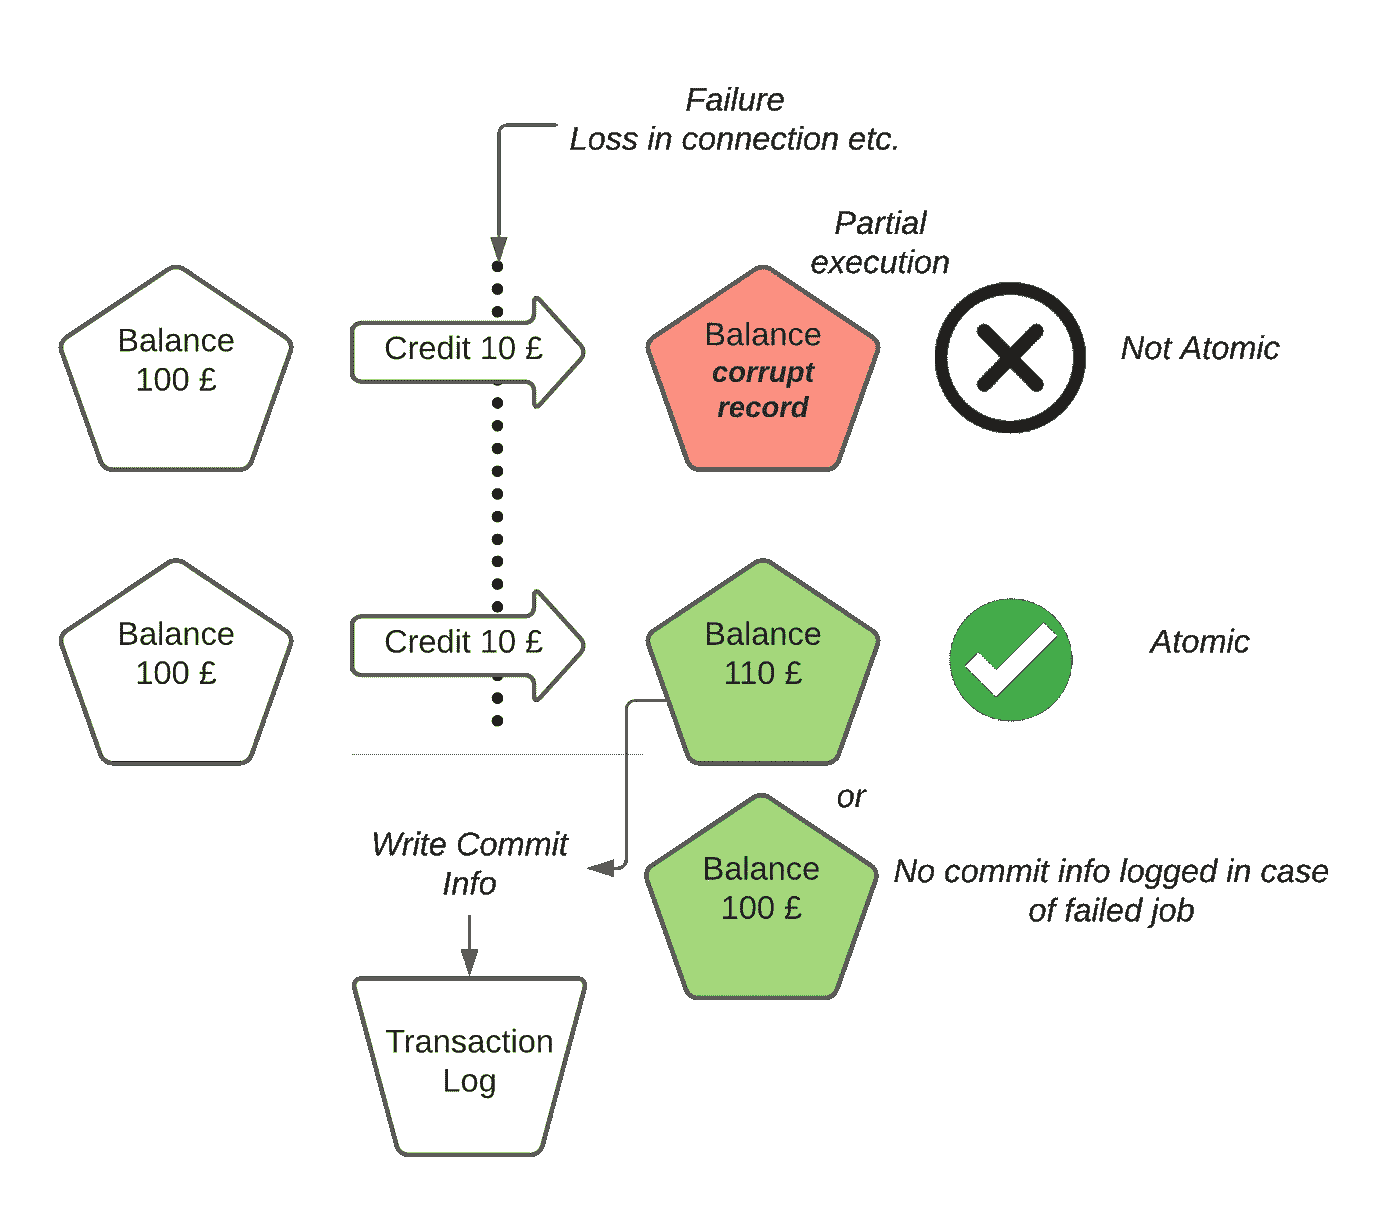 Failure
Loss in connection etc.
Partial
execution
Balance
100 £
Credit 10 £
Balance
corrupt
record
Not Atomic
Balance
100 £
Credit 10 £
Balance
110 £
Atomic
or
Write Commit
Info
Balance
100 £
No commit info logged in case
of failed job
Transaction
Log